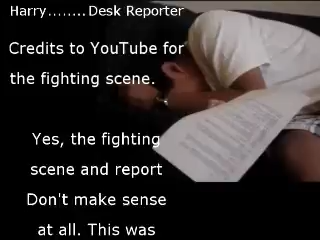 Harry........Desk Reporter
Credits to YouTube for
the fighting scene.
Yes, the fighting
scene and report
Don't make sense
at all. This was